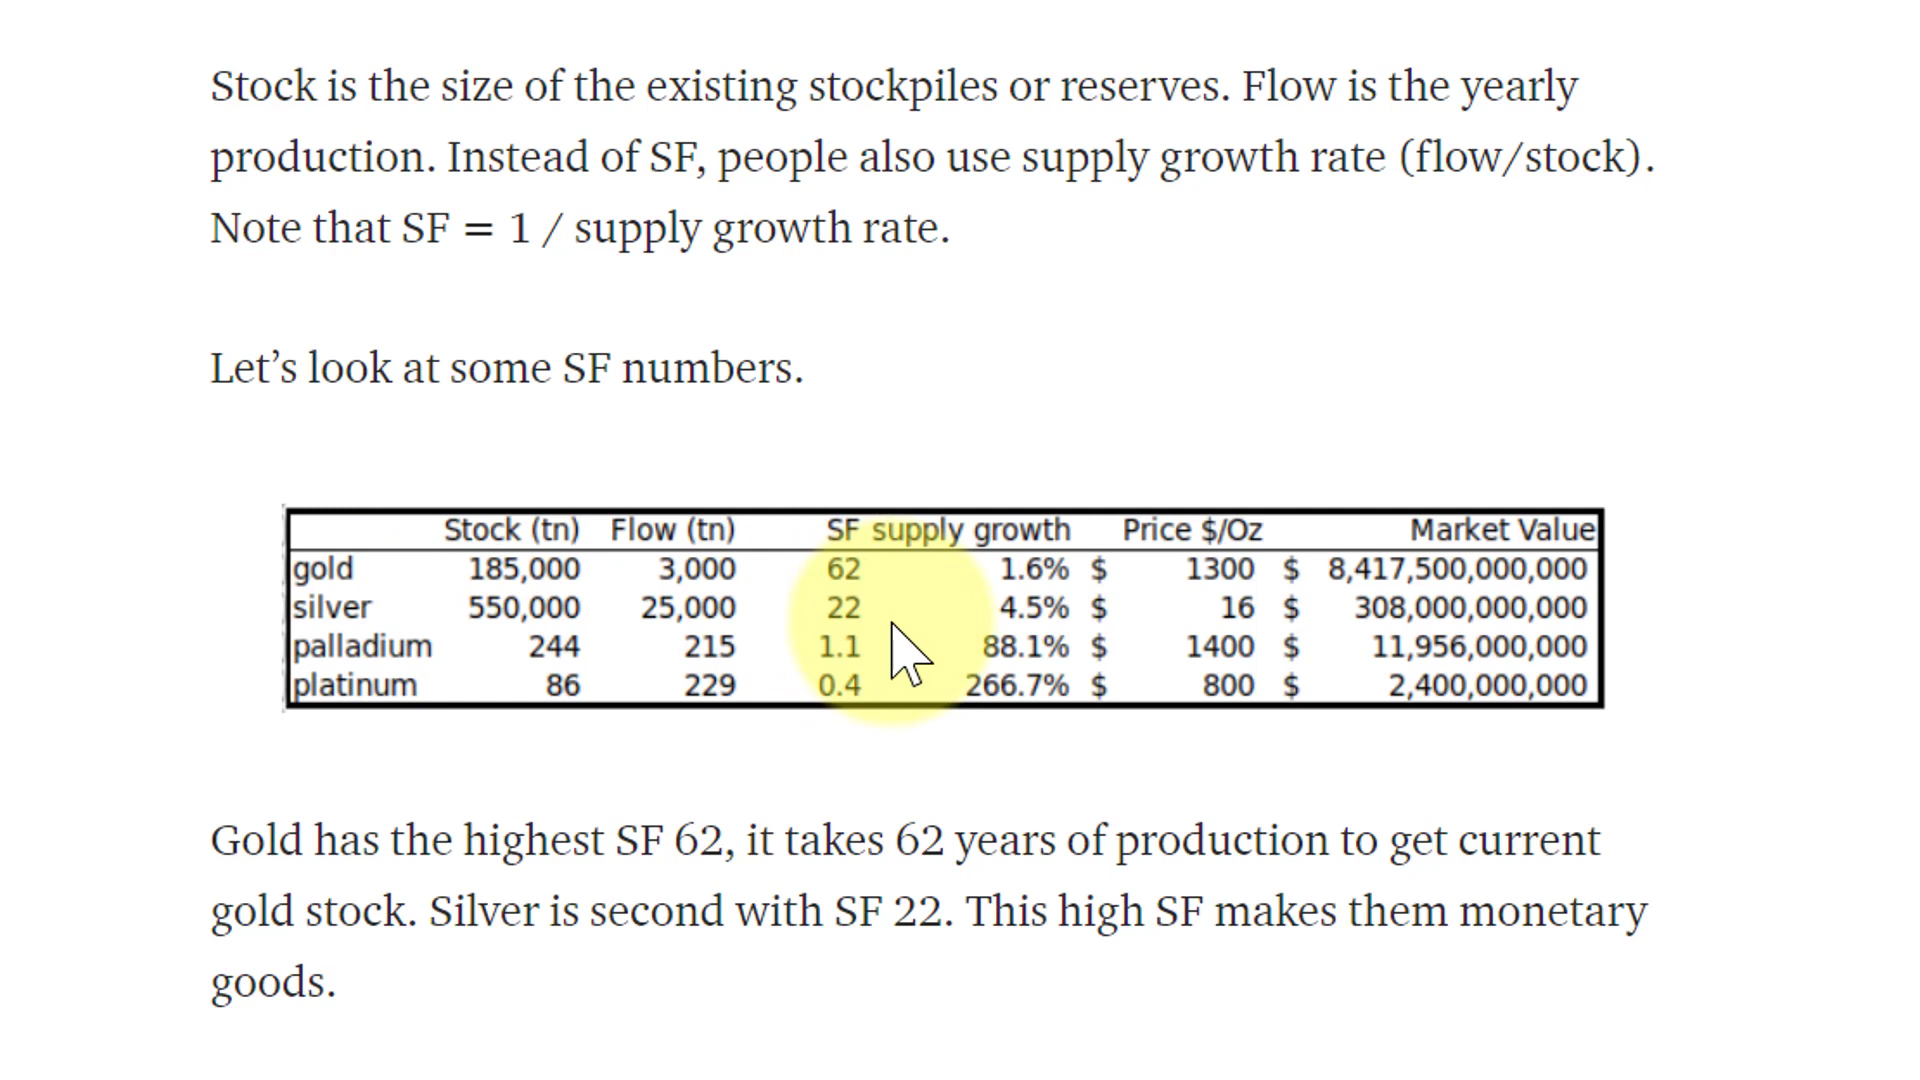 Stock is the size of the existing stockpiles or reserves. Flow is the yearly
production. Instead of SF, people also use supply growth rate (flow/stock).
Note that SF = 1 / supply growth rate.
Let’s look at some SF numbers.
Stock (tn) Flow (tn) SF supply growth Price $/Oz Market Value
gold 185,000 3,000 62 1.6% $ 1300 $ 8,417,500,000,000
silver 550,000 25,000 22 4.5% $ 16 $ 308,000,000,000
palladium 244 215 1.1 88.1% $ 1400 $ 11,956,000,000
platinum 86 229 0.4 266.7% $ 800 $ 2,400,000,000
Gold has the highest SF 62, it takes 62 years of production to get current
gold stock. Silver is second with SF 22. This high SF makes them monetary
goods.